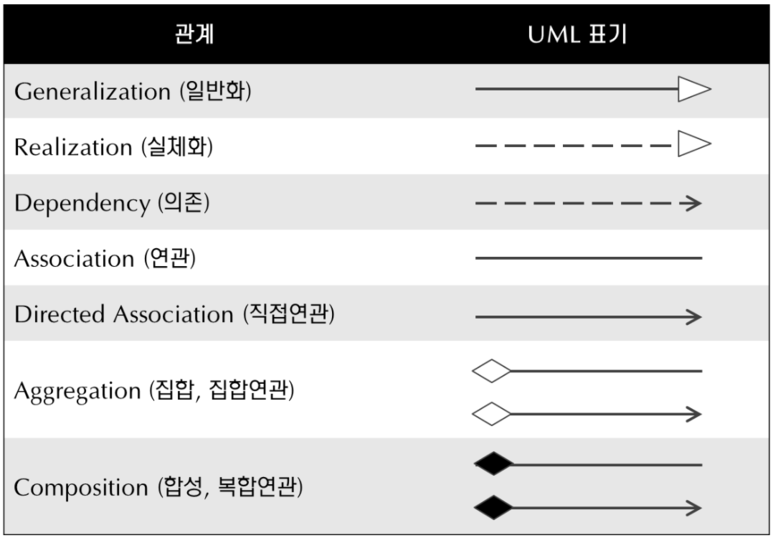 관계 UML 표기
Generalization (일반화)
Realization (실체화)
Dependency (의존)
Association (연관)
Directed Association (직접연관)
Aggregation (집합, 집합연관)
Composition (합성, 복합연관)